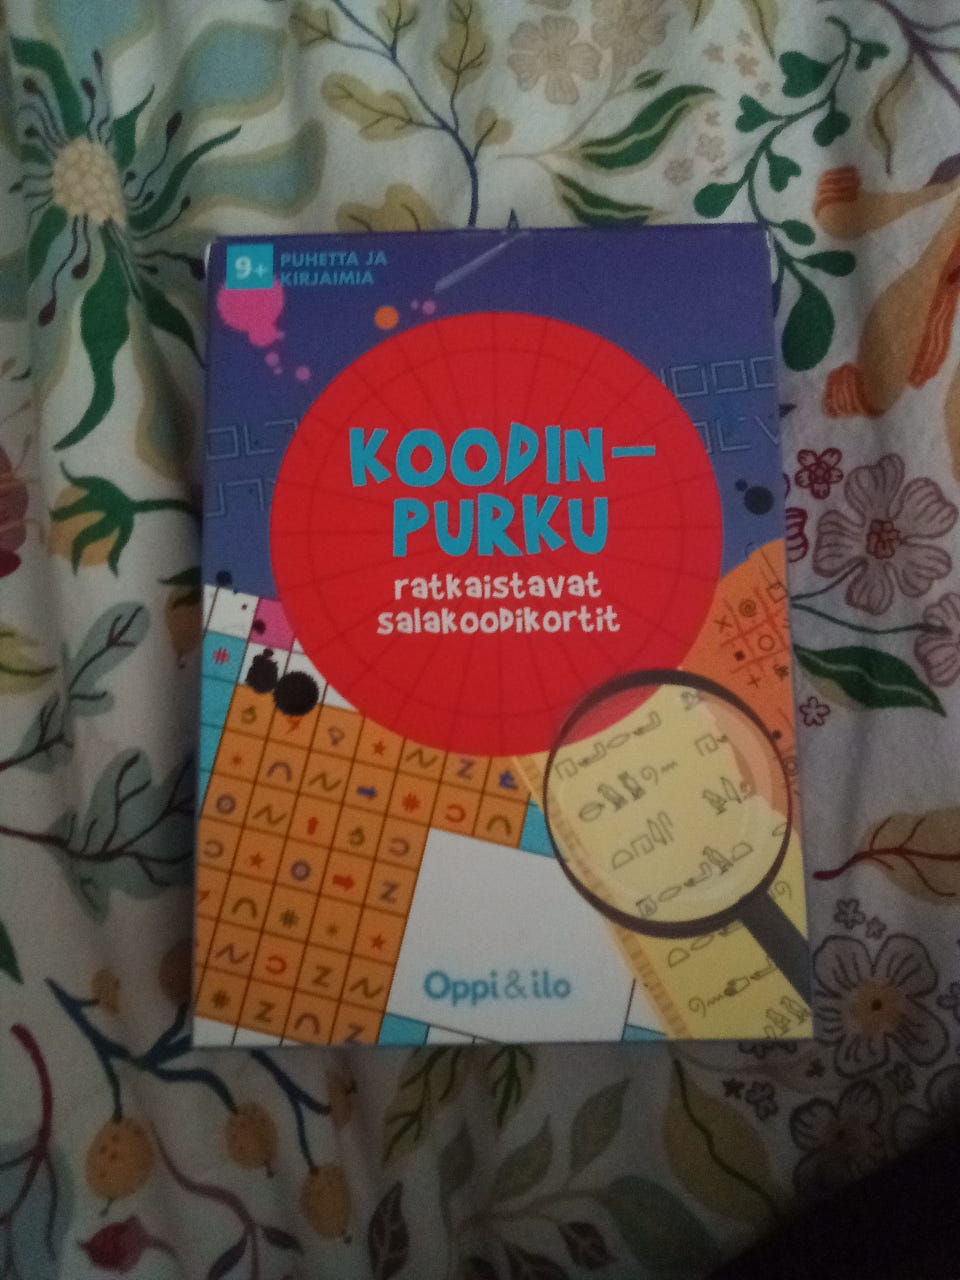 9+
PUHETTA JA
KIRJAIMIA
KOODIN-
PURKU
ratkaistavat
salakoodikortit
Oppi&ilo